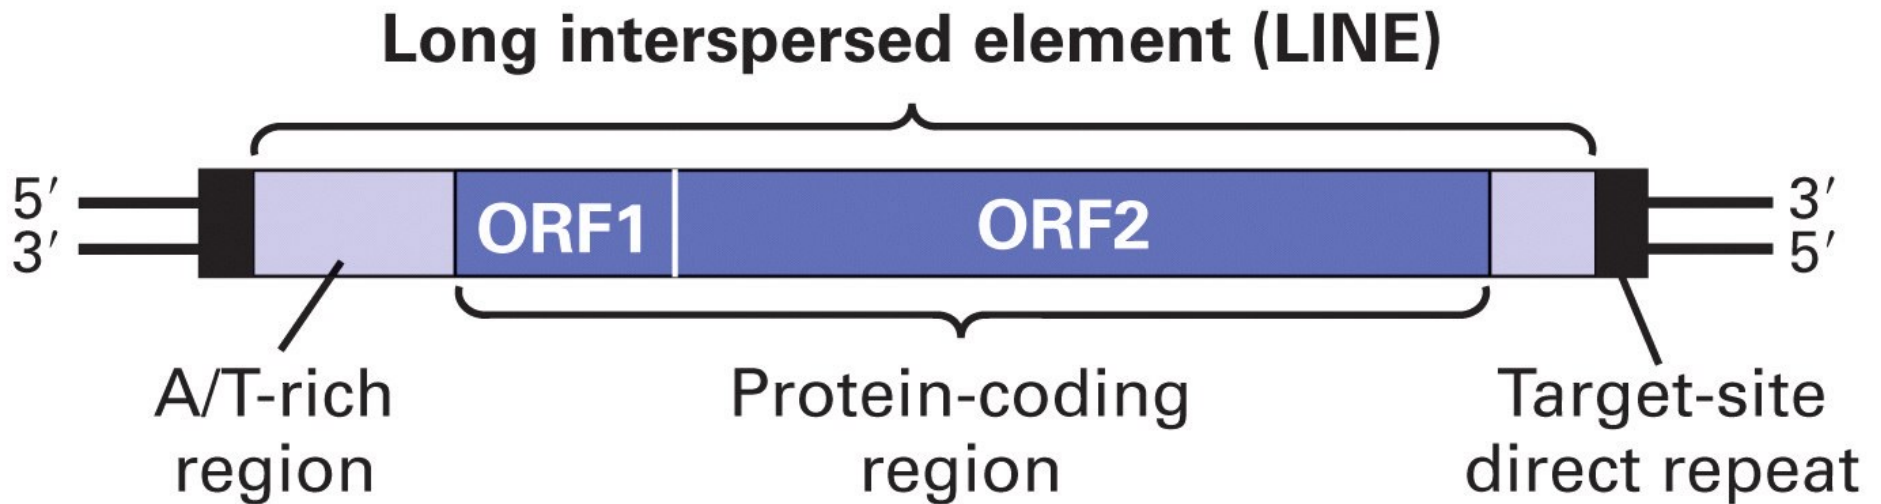 Long interspersed element (LINE)
5′
3′
ORF1
ORF2
3′
5′
A/T-rich
region
Protein-coding
region
Target-site
direct repeat